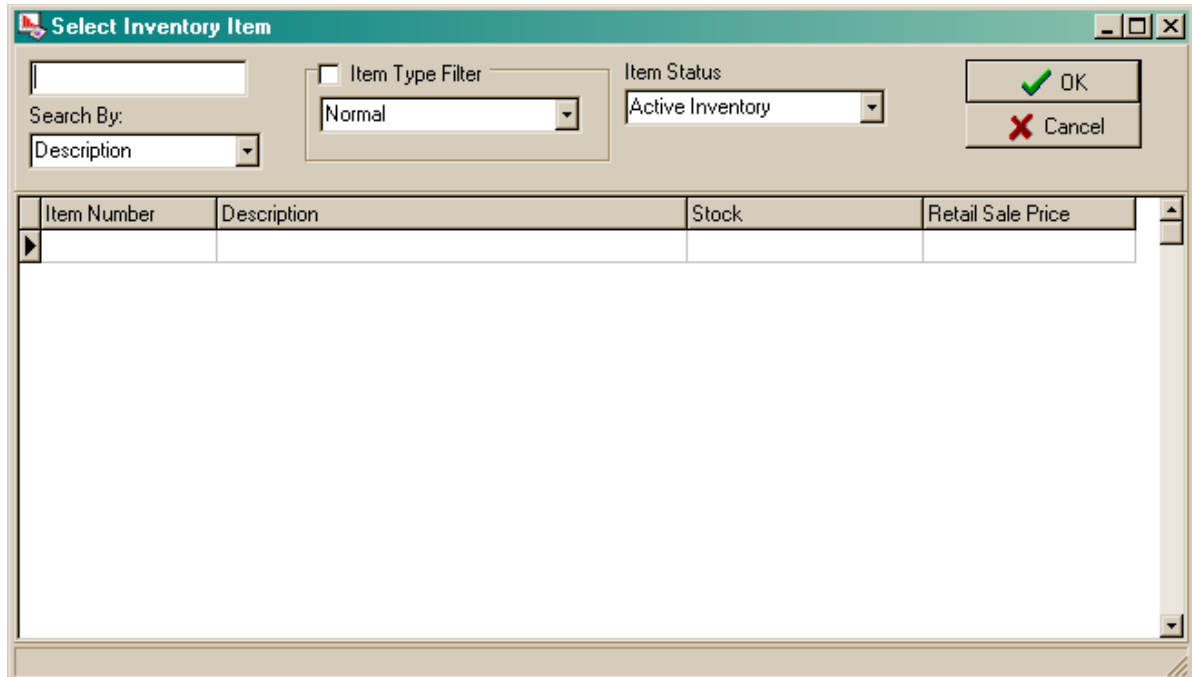 Select Inventory Item
Item Type Filter
Item Status
OK
Normal
Active Inventory
Search By:
Cancel
Description
Item Number Description Stock Retail Sale Price